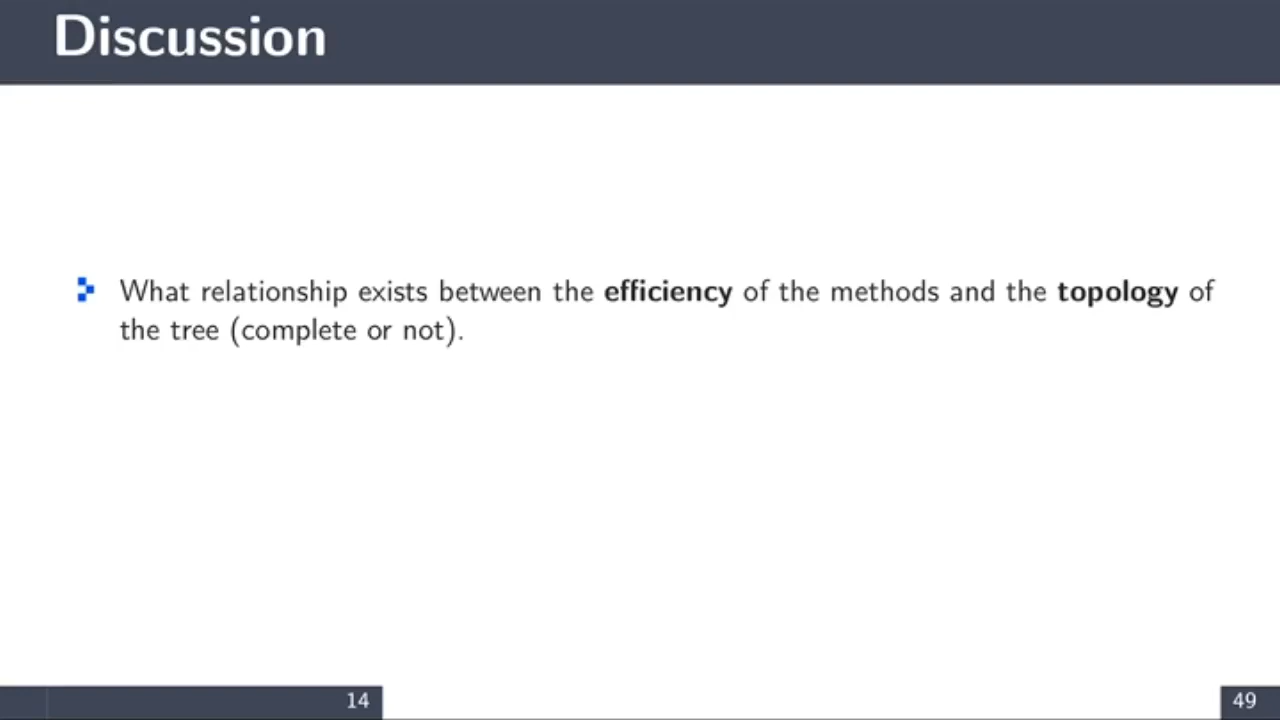 Discussion
What relationship exists between the efficiency of the methods and the topology of
the tree (complete or not).
14
49